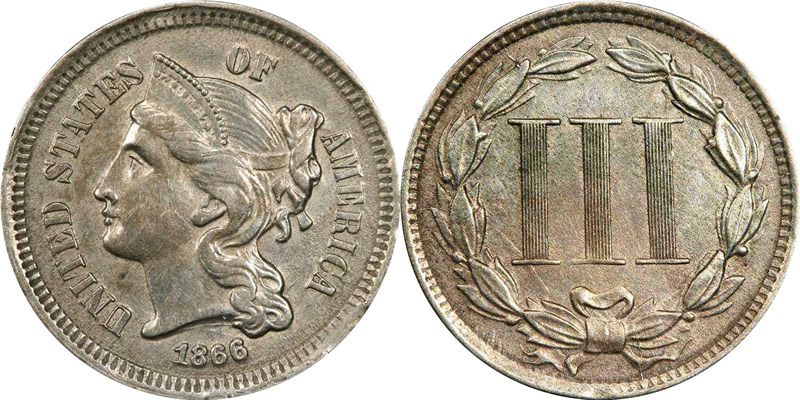 UNITED STATES OF AMERICA
1866
III